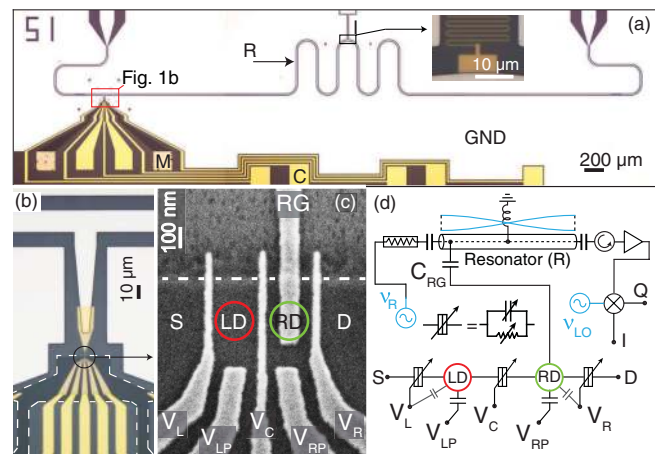 S1
(a)
R
10 µm
Fig. 1b
M
C
GND
200 µm
(b)
10 µm
100 nm
RG
(c)
S
LD
RD
D
V_L
V_LP
V_C
V_RP
V_R
(d)
Resonator (R)
C_RG
ν_R
=
ν_LO
Q
I
S
LD
RD
D
V_L
V_LP
V_C
V_RP
V_R